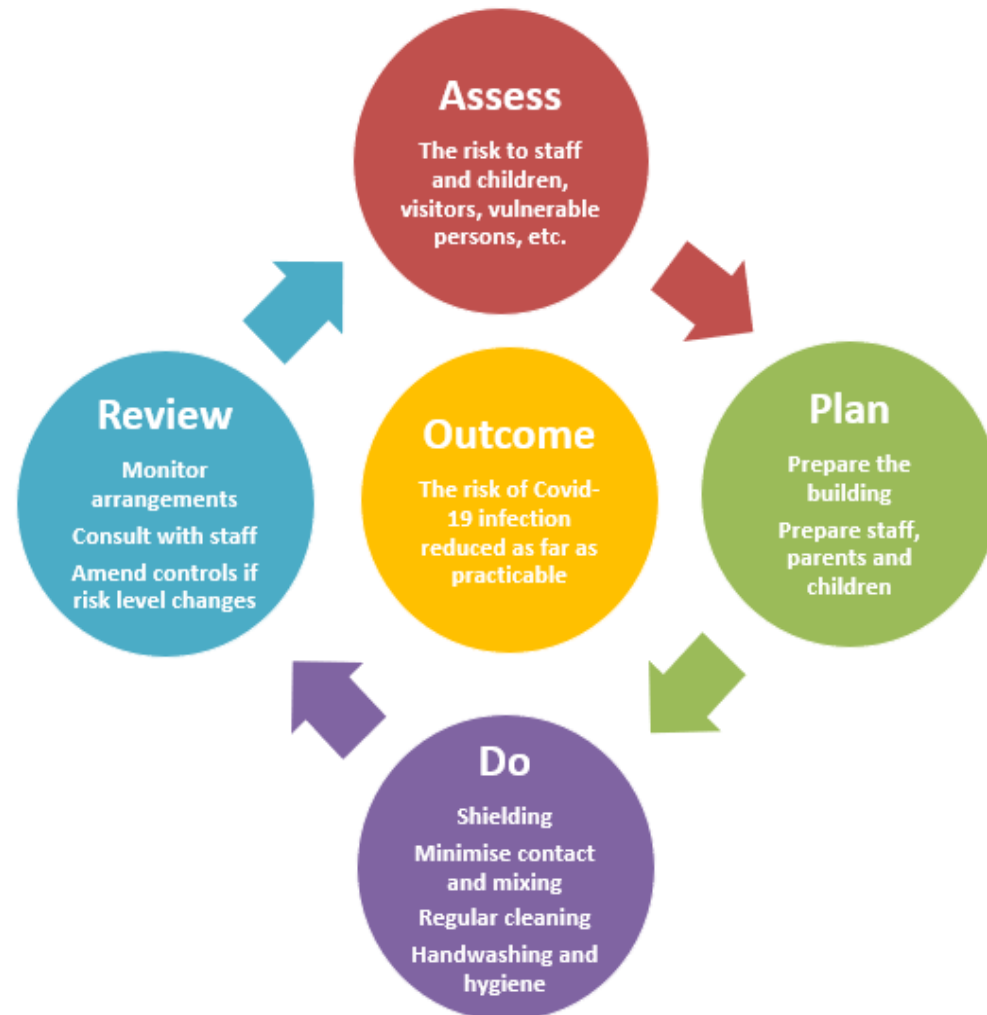 Assess
The risk to staff
and children,
visitors, vulnerable
persons, etc.
Review
Monitor
arrangements
Consult with staff
Amend controls if
risk level changes
Outcome
The risk of Covid-
19 infection
reduced as far as
practicable
Plan
Prepare the
building
Prepare staff,
parents and
children
Do
Shielding
Minimise contact
and mixing
Regular cleaning
Handwashing and
hygiene